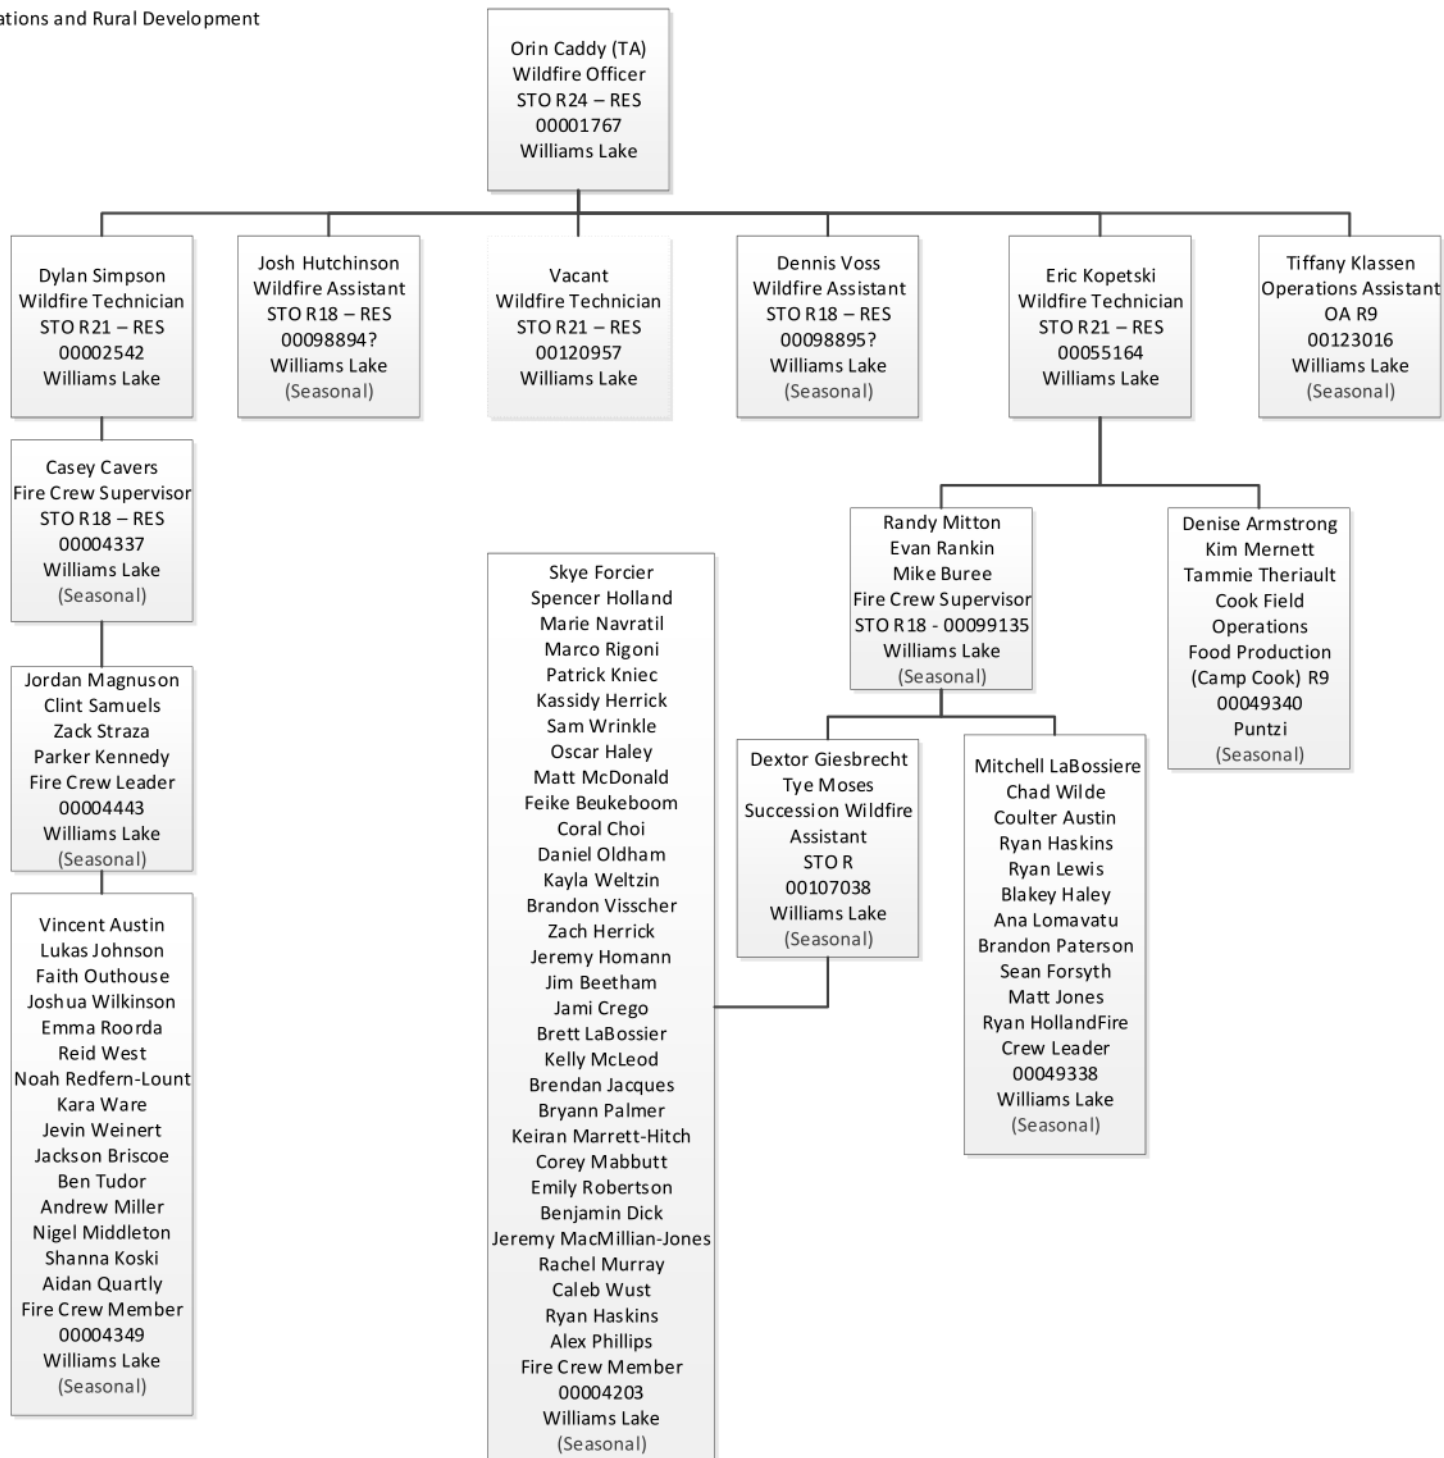 ations and Rural Development
Orin Caddy (TA)
Wildfire Officer
STO R24 – RES
00001767
Williams Lake
Dylan Simpson
Wildfire Technician
STO R21 – RES
00002542
Williams Lake
Josh Hutchinson
Wildfire Assistant
STO R18 – RES
00098894?
Williams Lake
(Seasonal)
Vacant
Wildfire Technician
STO R21 – RES
00120957
Williams Lake
Dennis Voss
Wildfire Assistant
STO R18 – RES
00098895?
Williams Lake
(Seasonal)
Eric Kopetski
Wildfire Technician
STO R21 – RES
00055164
Williams Lake
Tiffany Klassen
Operations Assistant
OA R9
00123016
Williams Lake
(Seasonal)
Casey Cavers
Fire Crew Supervisor
STO R18 – RES
00004337
Williams Lake
(Seasonal)
Jordan Magnuson
Clint Samuels
Zack Straza
Parker Kennedy
Fire Crew Leader
00004443
Williams Lake
(Seasonal)
Vincent Austin
Lukas Johnson
Faith Outhouse
Joshua Wilkinson
Emma Roorda
Reid West
Noah Redfern-Lount
Kara Ware
Jevin Weinert
Jackson Briscoe
Ben Tudor
Andrew Miller
Nigel Middleton
Shanna Koski
Aidan Quartly
Fire Crew Member
00004349
Williams Lake
(Seasonal)
Randy Mitton
Evan Rankin
Mike Buree
Fire Crew Supervisor
STO R18 - 00099135
Williams Lake
(Seasonal)
Denise Armstrong
Kim Mernett
Tammie Theriault
Cook Field
Operations
Food Production
(Camp Cook) R9
00049340
Puntzi
(Seasonal)
Dextor Giesbrecht
Tye Moses
Succession Wildfire
Assistant
STO R
00107038
Williams Lake
(Seasonal)
Mitchell LaBossiere
Chad Wilde
Coulter Austin
Ryan Haskins
Ryan Lewis
Blakey Haley
Ana Lomavatu
Brandon Paterson
Sean Forsyth
Matt Jones
Ryan HollandFire
Crew Leader
00049338
Williams Lake
(Seasonal)
Skye Forcier
Spencer Holland
Marie Navratil
Marco Rigoni
Patrick Kniec
Kassidy Herrick
Sam Wrinkle
Oscar Haley
Matt McDonald
Feike Beukeboom
Coral Choi
Daniel Oldham
Kayla Weltzin
Brandon Visscher
Zach Herrick
Jeremy Homann
Jim Beetham
Jami Crego
Brett LaBossier
Kelly McLeod
Brendan Jacques
Bryann Palmer
Keiran Marrett-Hitch
Corey Mabbutt
Emily Robertson
Benjamin Dick
Jeremy MacMillian-Jones
Rachel Murray
Caleb Wust
Ryan Haskins
Alex Phillips
Fire Crew Member
00004203
Williams Lake
(Seasonal)